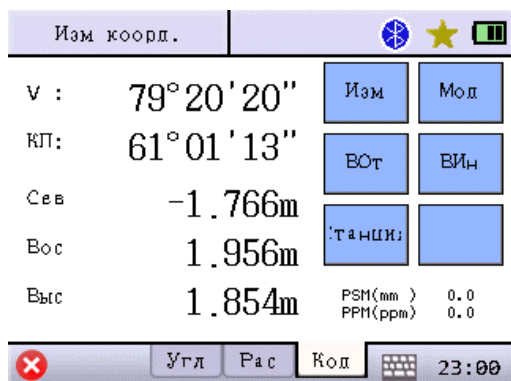 Изм коорд.
V : 79°20'20"
КП: 61°01'13"
Сев -1.766m
Вос 1.956m
Выс 1.854m
Изм Мод
ВОт ВИн
Станция
PSM(mm ) 0.0
PPM(ppm) 0.0
Угл Рас Код 23:00